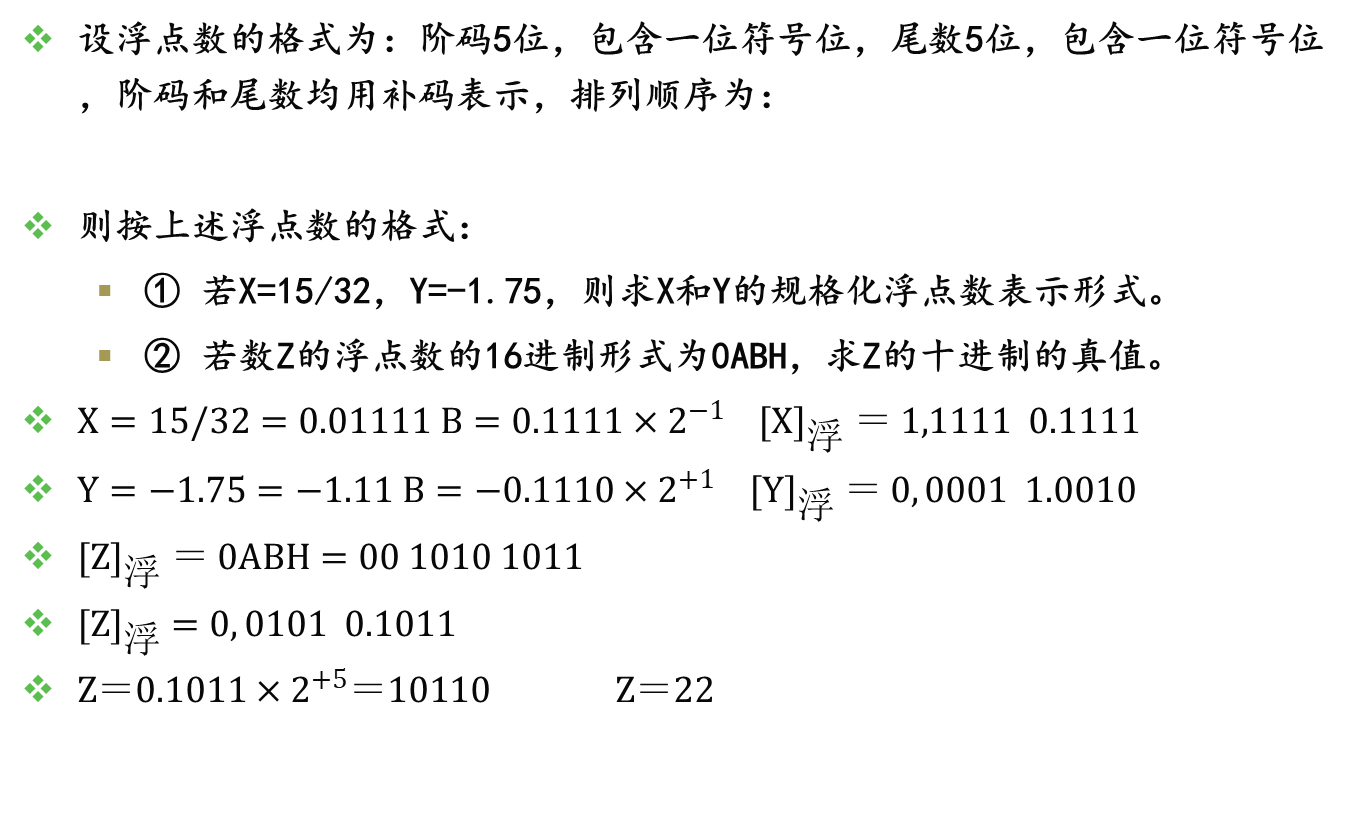 设浮点数的格式为：阶码5位，包含一位符号位，尾数5位，包含一位符号位
，阶码和尾数均用补码表示，排列顺序为：
则按上述浮点数的格式：
① 若X=15/32，Y=-1.75，则求X和Y的规格化浮点数表示形式。
② 若数Z的浮点数的16进制形式为0ABH，求Z的十进制的真值。
X = 15/32 = 0.01111 B = 0.1111 × 2⁻¹ [X]浮 = 1,1111 0.1111
Y = −1.75 = −1.11 B = −0.1110 × 2⁺¹ [Y]浮 = 0, 0001 1.0010
[Z]浮 = 0ABH = 00 1010 1011
[Z]浮 = 0, 0101 0.1011
Z＝0.1011 × 2⁺⁵＝10110 Z＝22